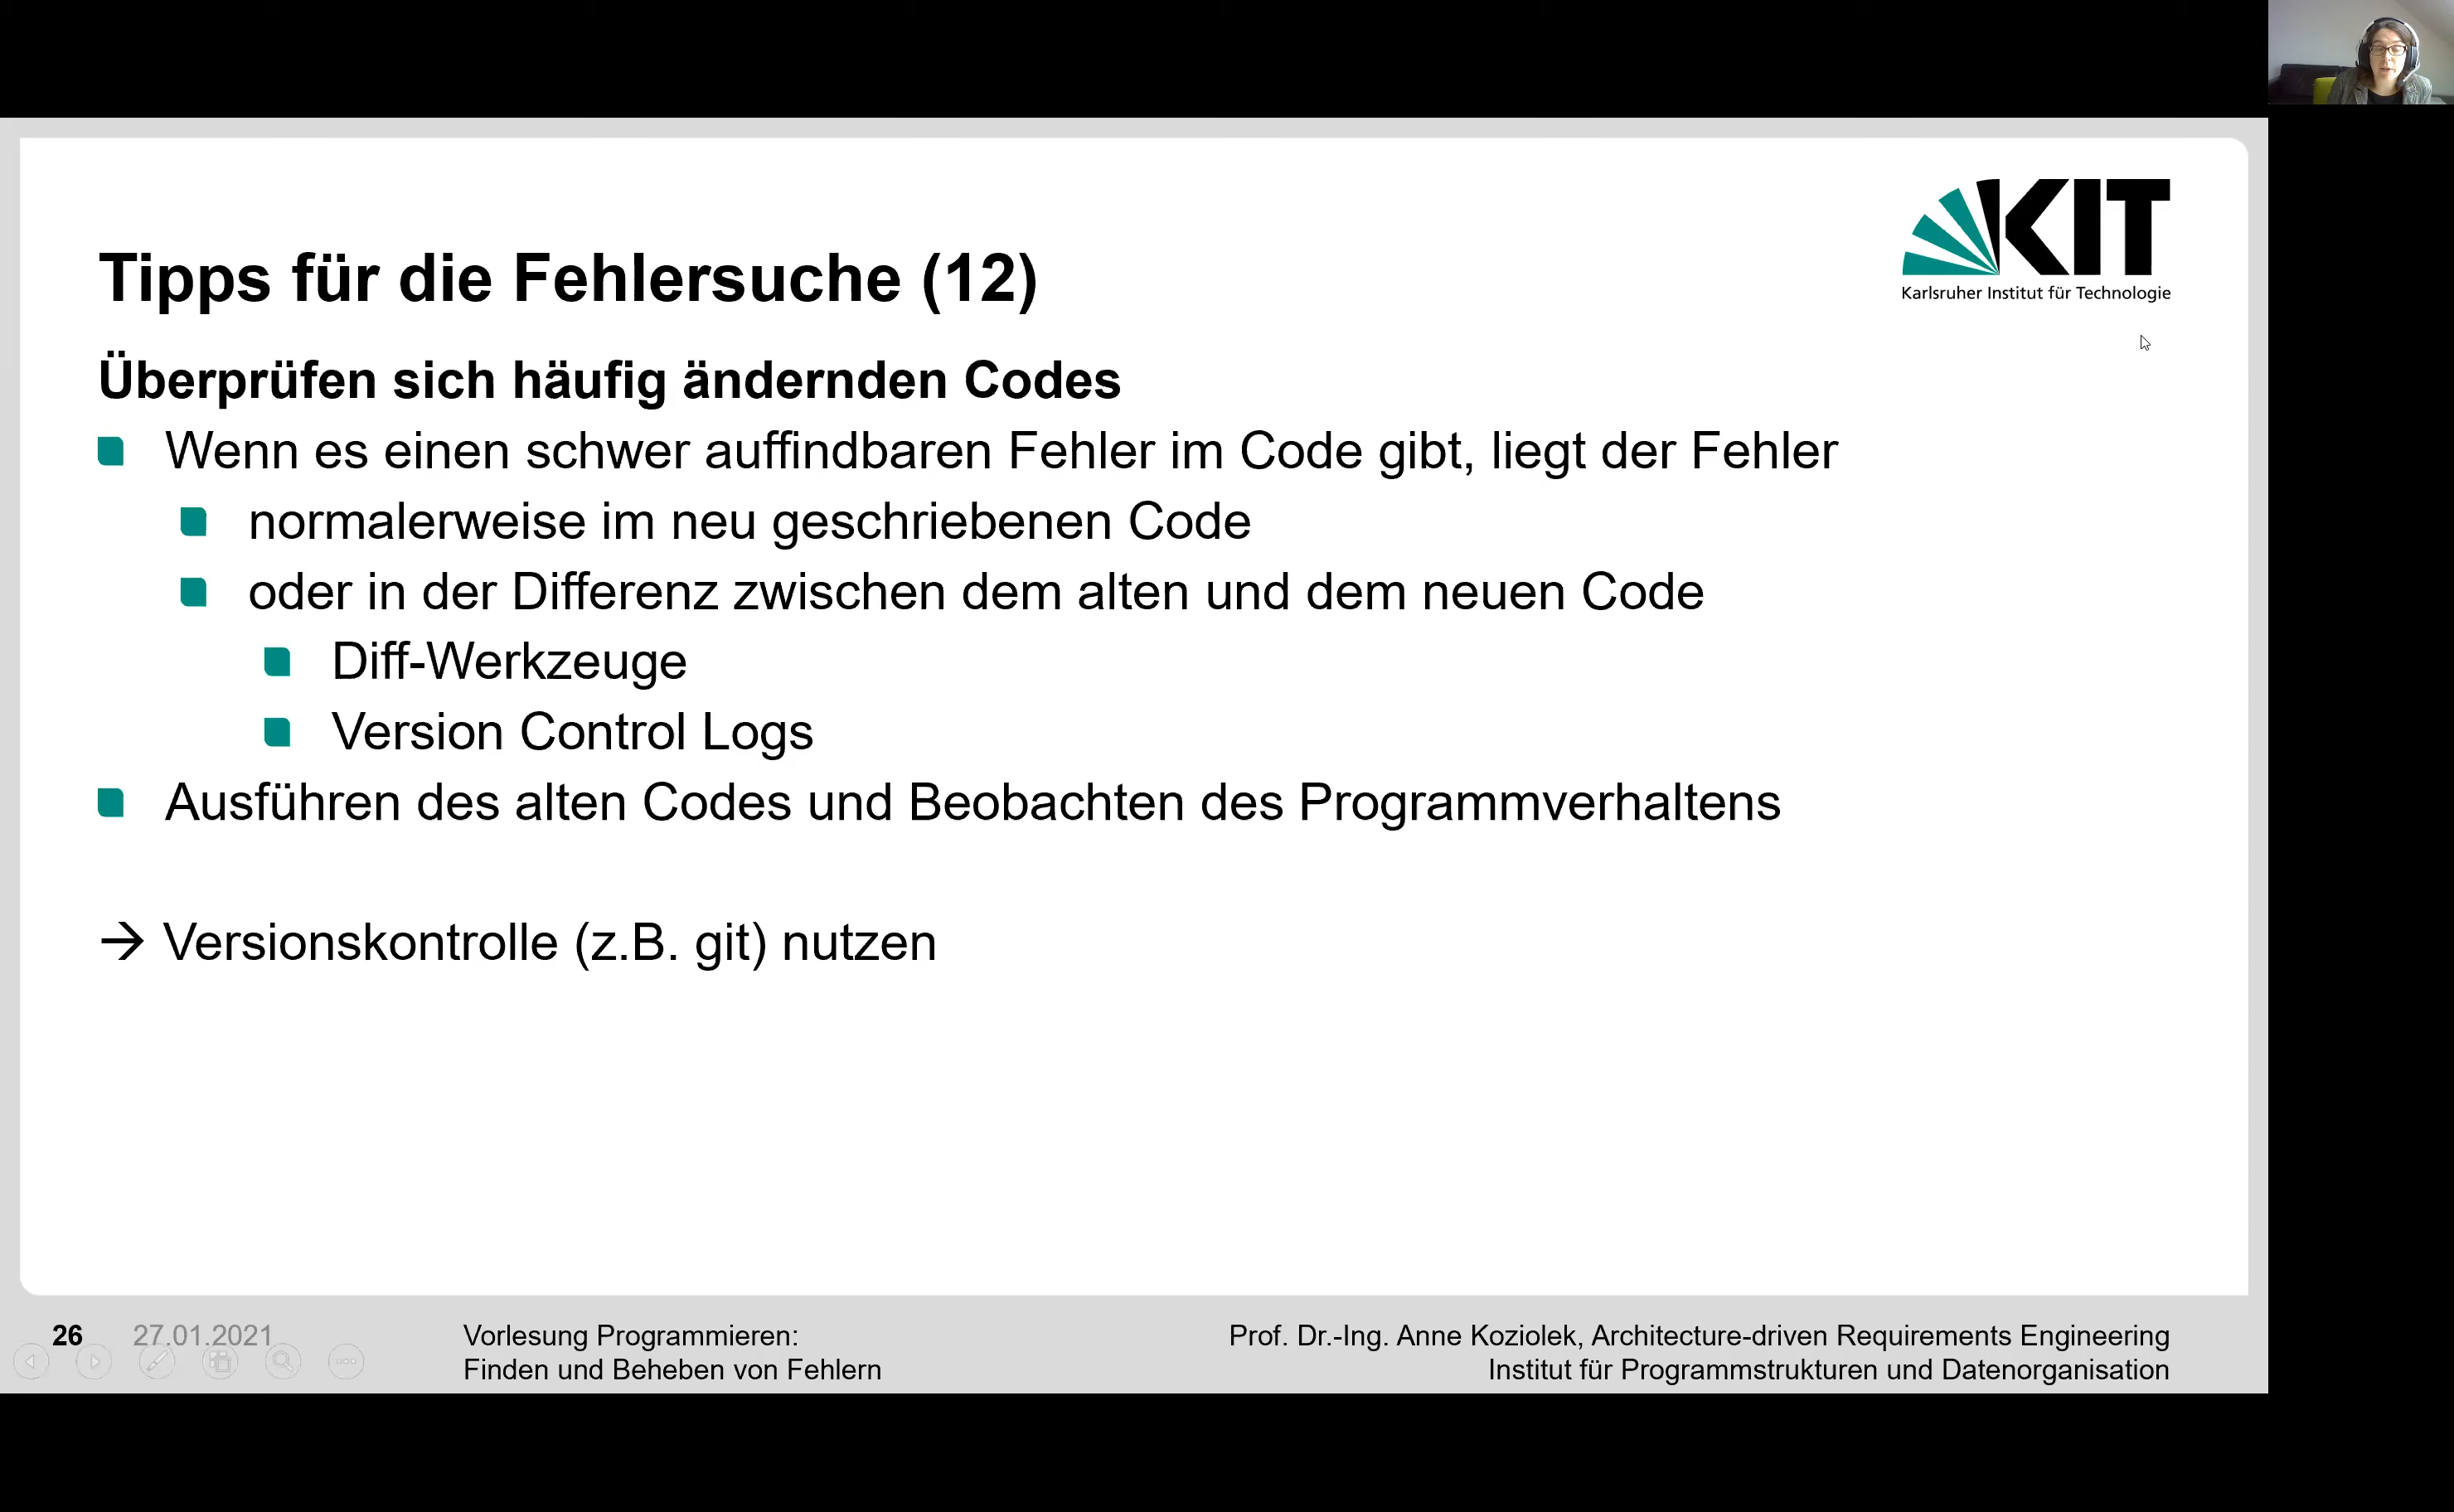 KIT
Karlsruher Institut für Technologie
Tipps für die Fehlersuche (12)
Überprüfen sich häufig ändernden Codes
Wenn es einen schwer auffindbaren Fehler im Code gibt, liegt der Fehler
normalerweise im neu geschriebenen Code
oder in der Differenz zwischen dem alten und dem neuen Code
Diff-Werkzeuge
Version Control Logs
Ausführen des alten Codes und Beobachten des Programmverhaltens
→ Versionskontrolle (z.B. git) nutzen
26 27.01.2021
Vorlesung Programmieren:
Finden und Beheben von Fehlern
Prof. Dr.-Ing. Anne Koziolek, Architecture-driven Requirements Engineering
Institut für Programmstrukturen und Datenorganisation